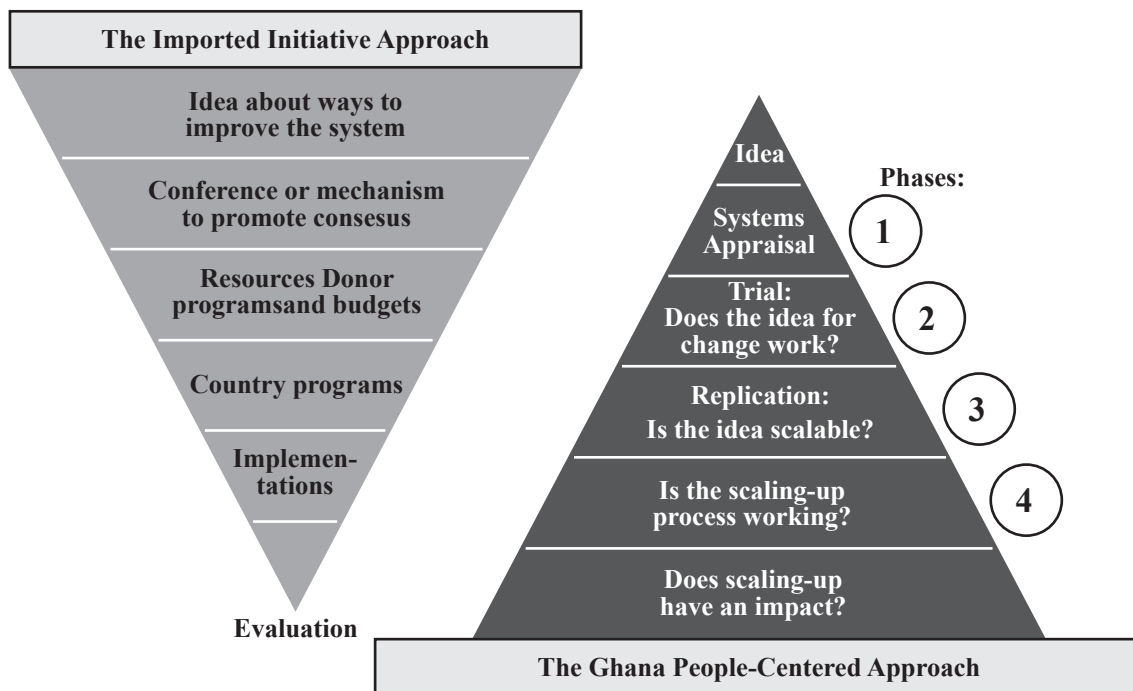 The Imported Initiative Approach
Idea about ways to
improve the system
Conference or mechanism
to promote consesus
Resources Donor
programsand budgets
Country programs
Implemen-
tations
Evaluation
Idea
Phases:
Systems
Appraisal
1
Trial:
Does the idea for
change work?
2
Replication:
Is the idea scalable?
3
Is the scaling-up
process working?
4
Does scaling-up
have an impact?
The Ghana People-Centered Approach